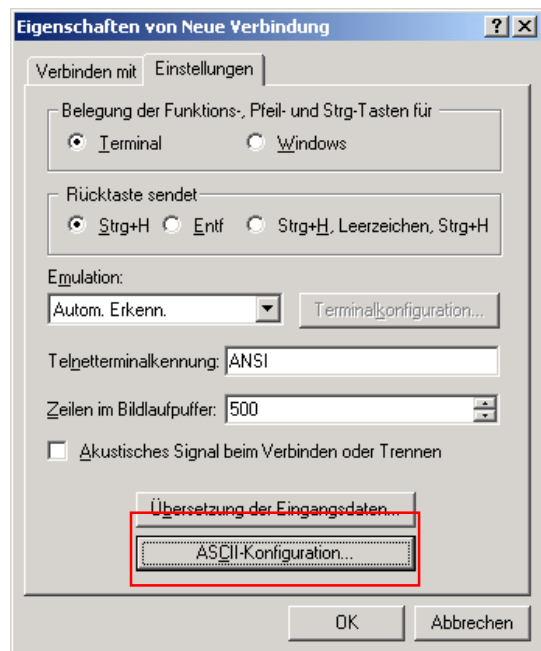 Eigenschaften von Neue Verbindung
Verbinden mit Einstellungen
Belegung der Funktions-, Pfeil- und Strg-Tasten für
Terminal Windows
Rücktaste sendet
Strg+H Entf Strg+H, Leerzeichen, Strg+H
Emulation:
Autom. Erkenn. Terminalkonfiguration...
Telnetterminalkennung: ANSI
Zeilen im Bildlaufpuffer: 500
Akustisches Signal beim Verbinden oder Trennen
Übersetzung der Eingangsdaten...
ASCII-Konfiguration...
OK Abbrechen